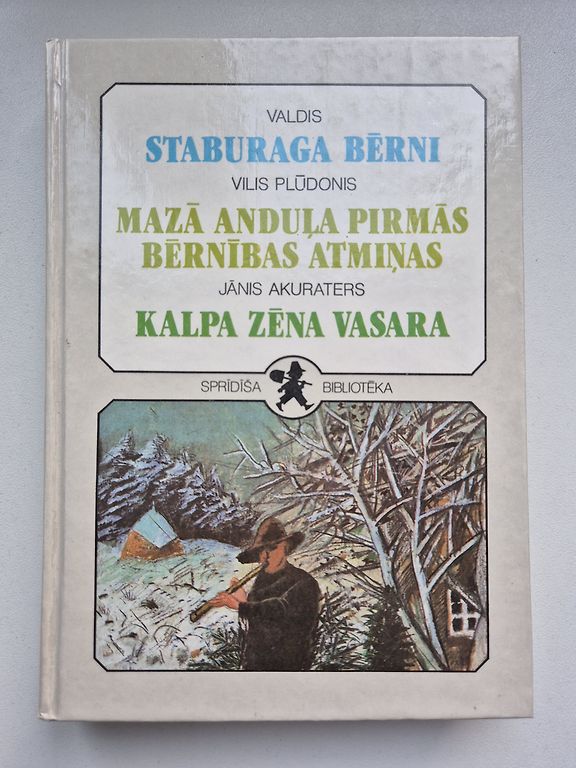 VALDIS
STABURAGA BĒRNI
VILIS PLŪDONIS
MAZĀ ANDUĻA PIRMĀS
BĒRNĪBAS ATMIŅAS
JĀNIS AKURATERS
KALPA ZĒNA VASARA
SPRĪDĪŠA BIBLIOTĒKA